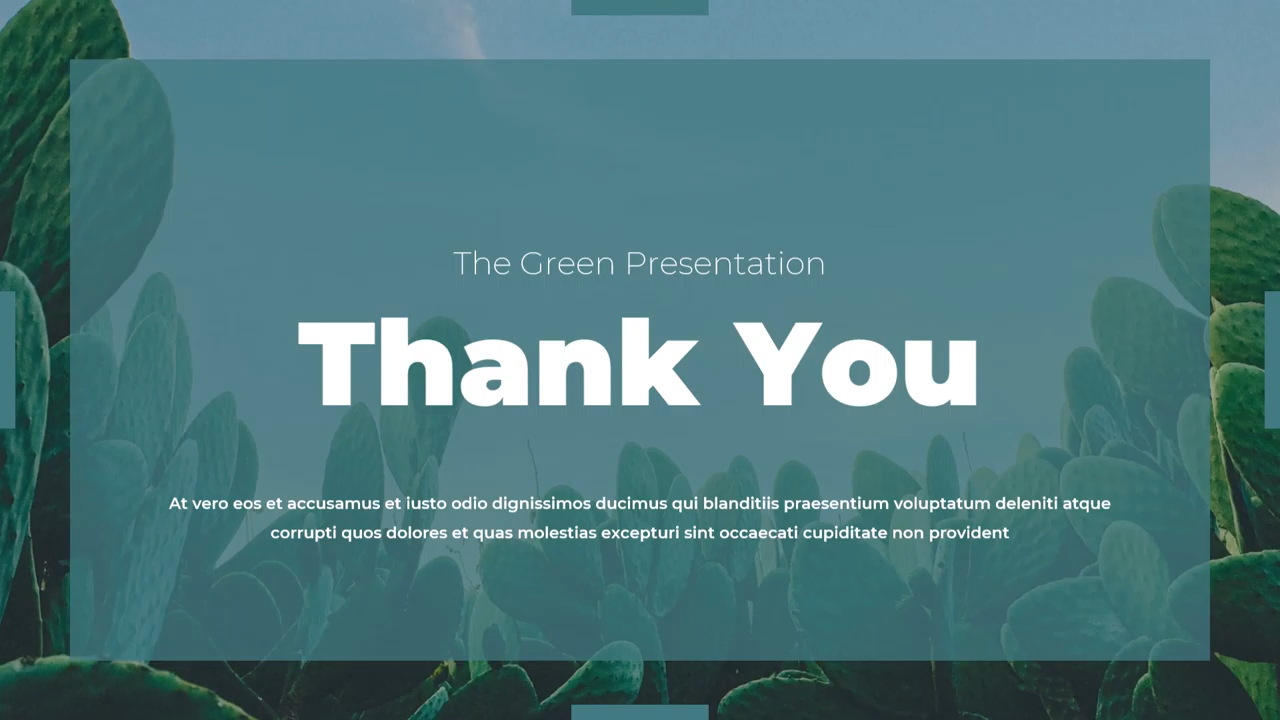 The Green Presentation
Thank You
At vero eos et accusamus et iusto odio dignissimos ducimus qui blanditiis praesentium voluptatum deleniti atque
corrupti quos dolores et quas molestias excepturi sint occaecati cupiditate non provident